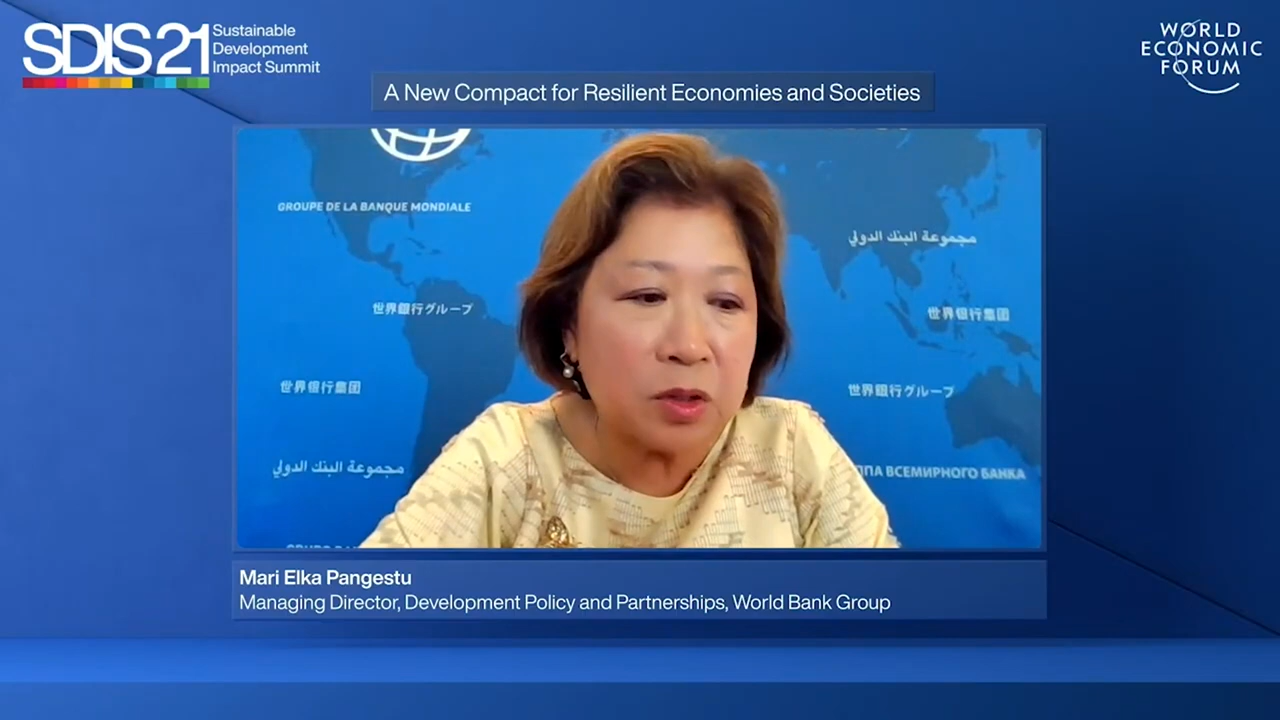 SDIS21
Sustainable
Development
Impact Summit
WORLD
ECONOMIC
FORUM
A New Compact for Resilient Economies and Societies
GROUPE DE LA BANQUE MONDIALE
مجموعة البنك الدولي
世界銀行グループ
世界银行集团
世界银行集团
世界銀行グループ
مجموعة البنك الدولي
ВСЕМИРНОГО БАНКА
Mari Elka Pangestu
Managing Director, Development Policy and Partnerships, World Bank Group